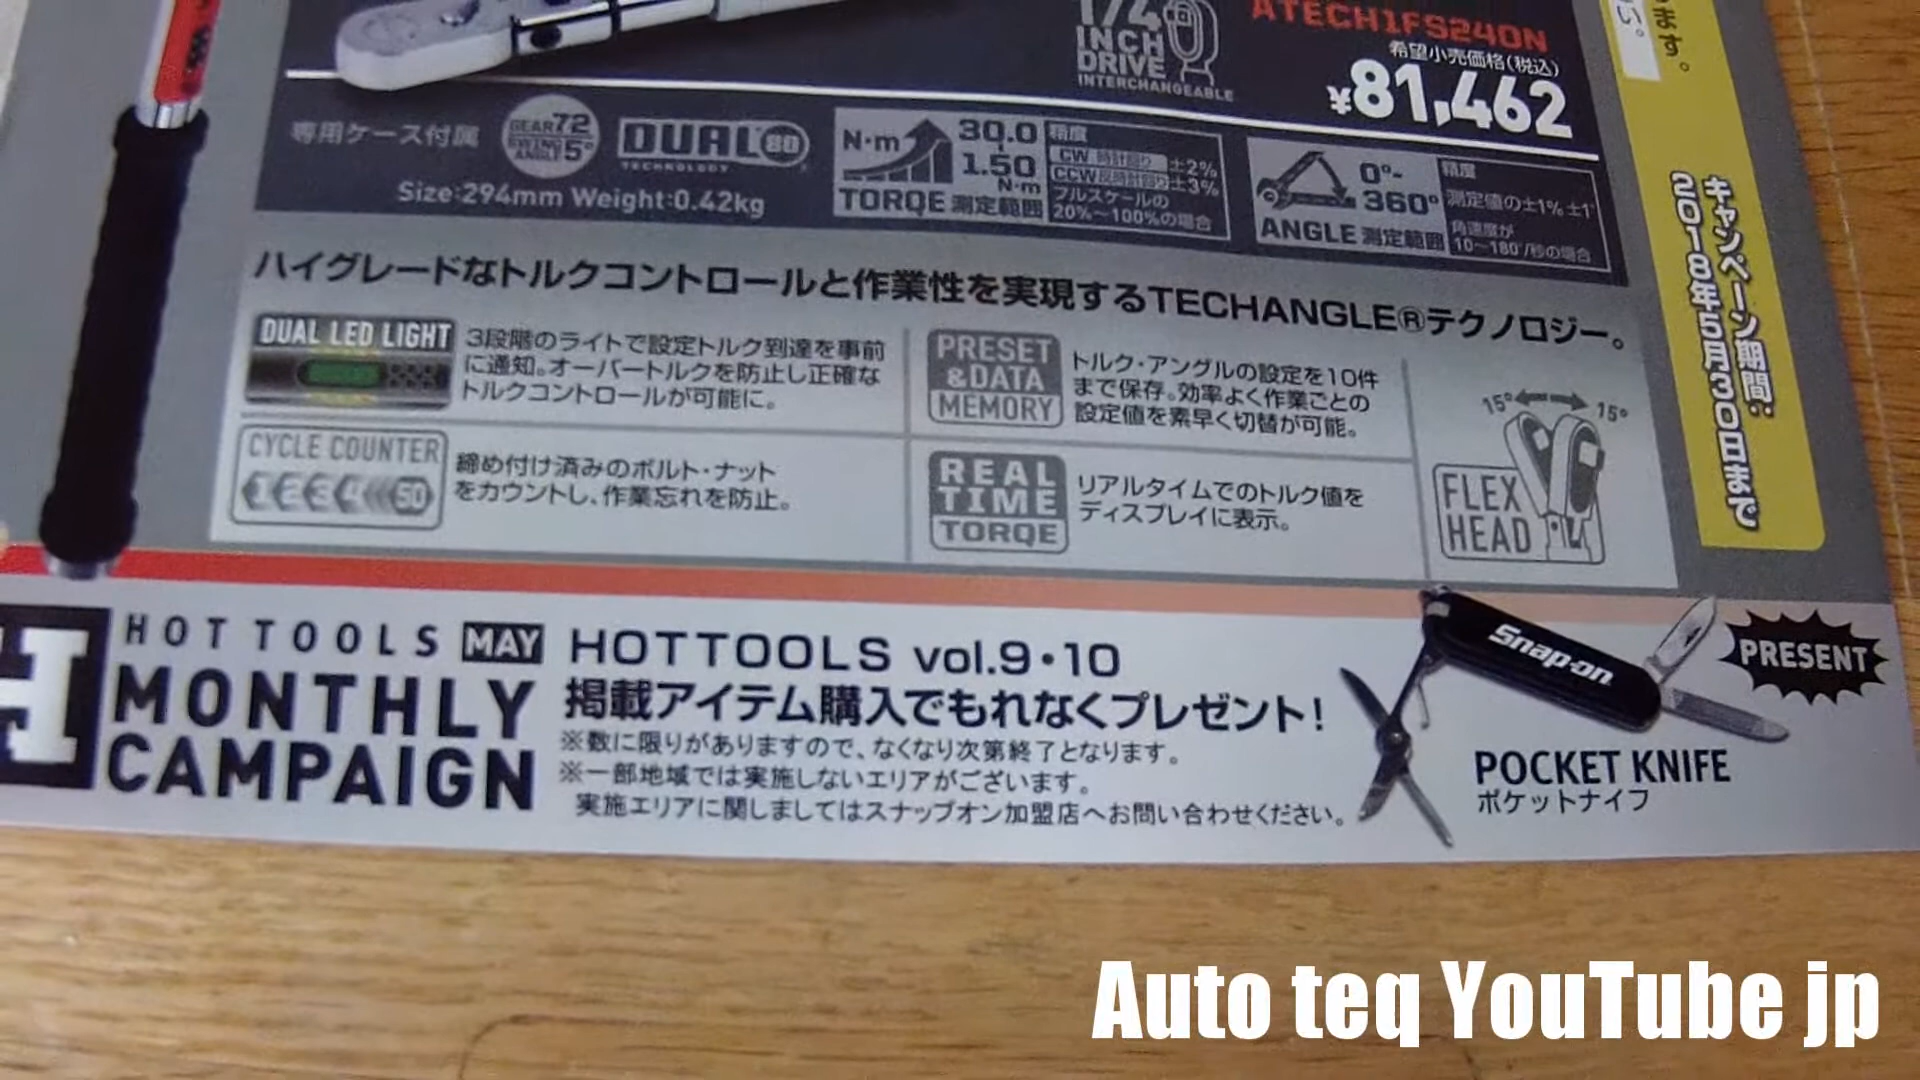 1/4
INCH
DRIVE
INTERCHANGEABLE
ATECH1FS240N
希望小売価格(税込)
¥81,462
専用ケース付属
GEAR 72
SWING ANGLE 5°
DUAL 80
TECHNOLOGY
Size:294mm Weight:0.42kg
N·m
30.0
1.50
N·m
TORQE 測定範囲
精度
CW 時計回り ±2%
CCW 反時計回り ±3%
フルスケールの
20%〜100%の場合
0°-
360°
ANGLE 測定範囲
精度
測定値の±1% ±1°
角速度が
10〜180°/秒の場合
ハイグレードなトルクコントロールと作業性を実現するTECHANGLE®テクノロジー。
DUAL LED LIGHT
3段階のライトで設定トルク到達を事前
に通知。オーバートルクを防止し正確な
トルクコントロールが可能に。
PRESET
&DATA
MEMORY
トルク・アングルの設定を10件
まで保存。効率よく作業ごとの
設定値を素早く切替が可能。
CYCLE COUNTER
1 2 3 4 50
締め付け済みのボルト・ナット
をカウントし、作業忘れを防止。
REAL
TIME
TORQE
リアルタイムでのトルク値を
ディスプレイに表示。
15° 15°
FLEX
HEAD
ます。
い。
キャンペーン期間:
2018年5月30日まで
H
HOT TOOLS MAY
MONTHLY
CAMPAIGN
HOTTOOLS vol.9・10
掲載アイテム購入でもれなくプレゼント!
※数に限りがありますので、なくなり次第終了となります。
※一部地域では実施しないエリアがございます。
実施エリアに関しましてはスナップオン加盟店へお問い合わせください。
Snap-on
PRESENT
POCKET KNIFE
ポケットナイフ
Auto teq YouTube jp